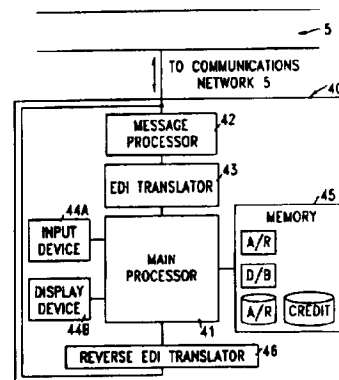 5
TO COMMUNICATIONS
NETWORK 5
40
MESSAGE
PROCESSOR
42
43
EDI TRANSLATOR
44A
INPUT
DEVICE
45
MEMORY
A/R
D/B
A/R
CREDIT
MAIN
PROCESSOR
DISPLAY
DEVICE
44B
41
46
REVERSE EDI TRANSLATOR